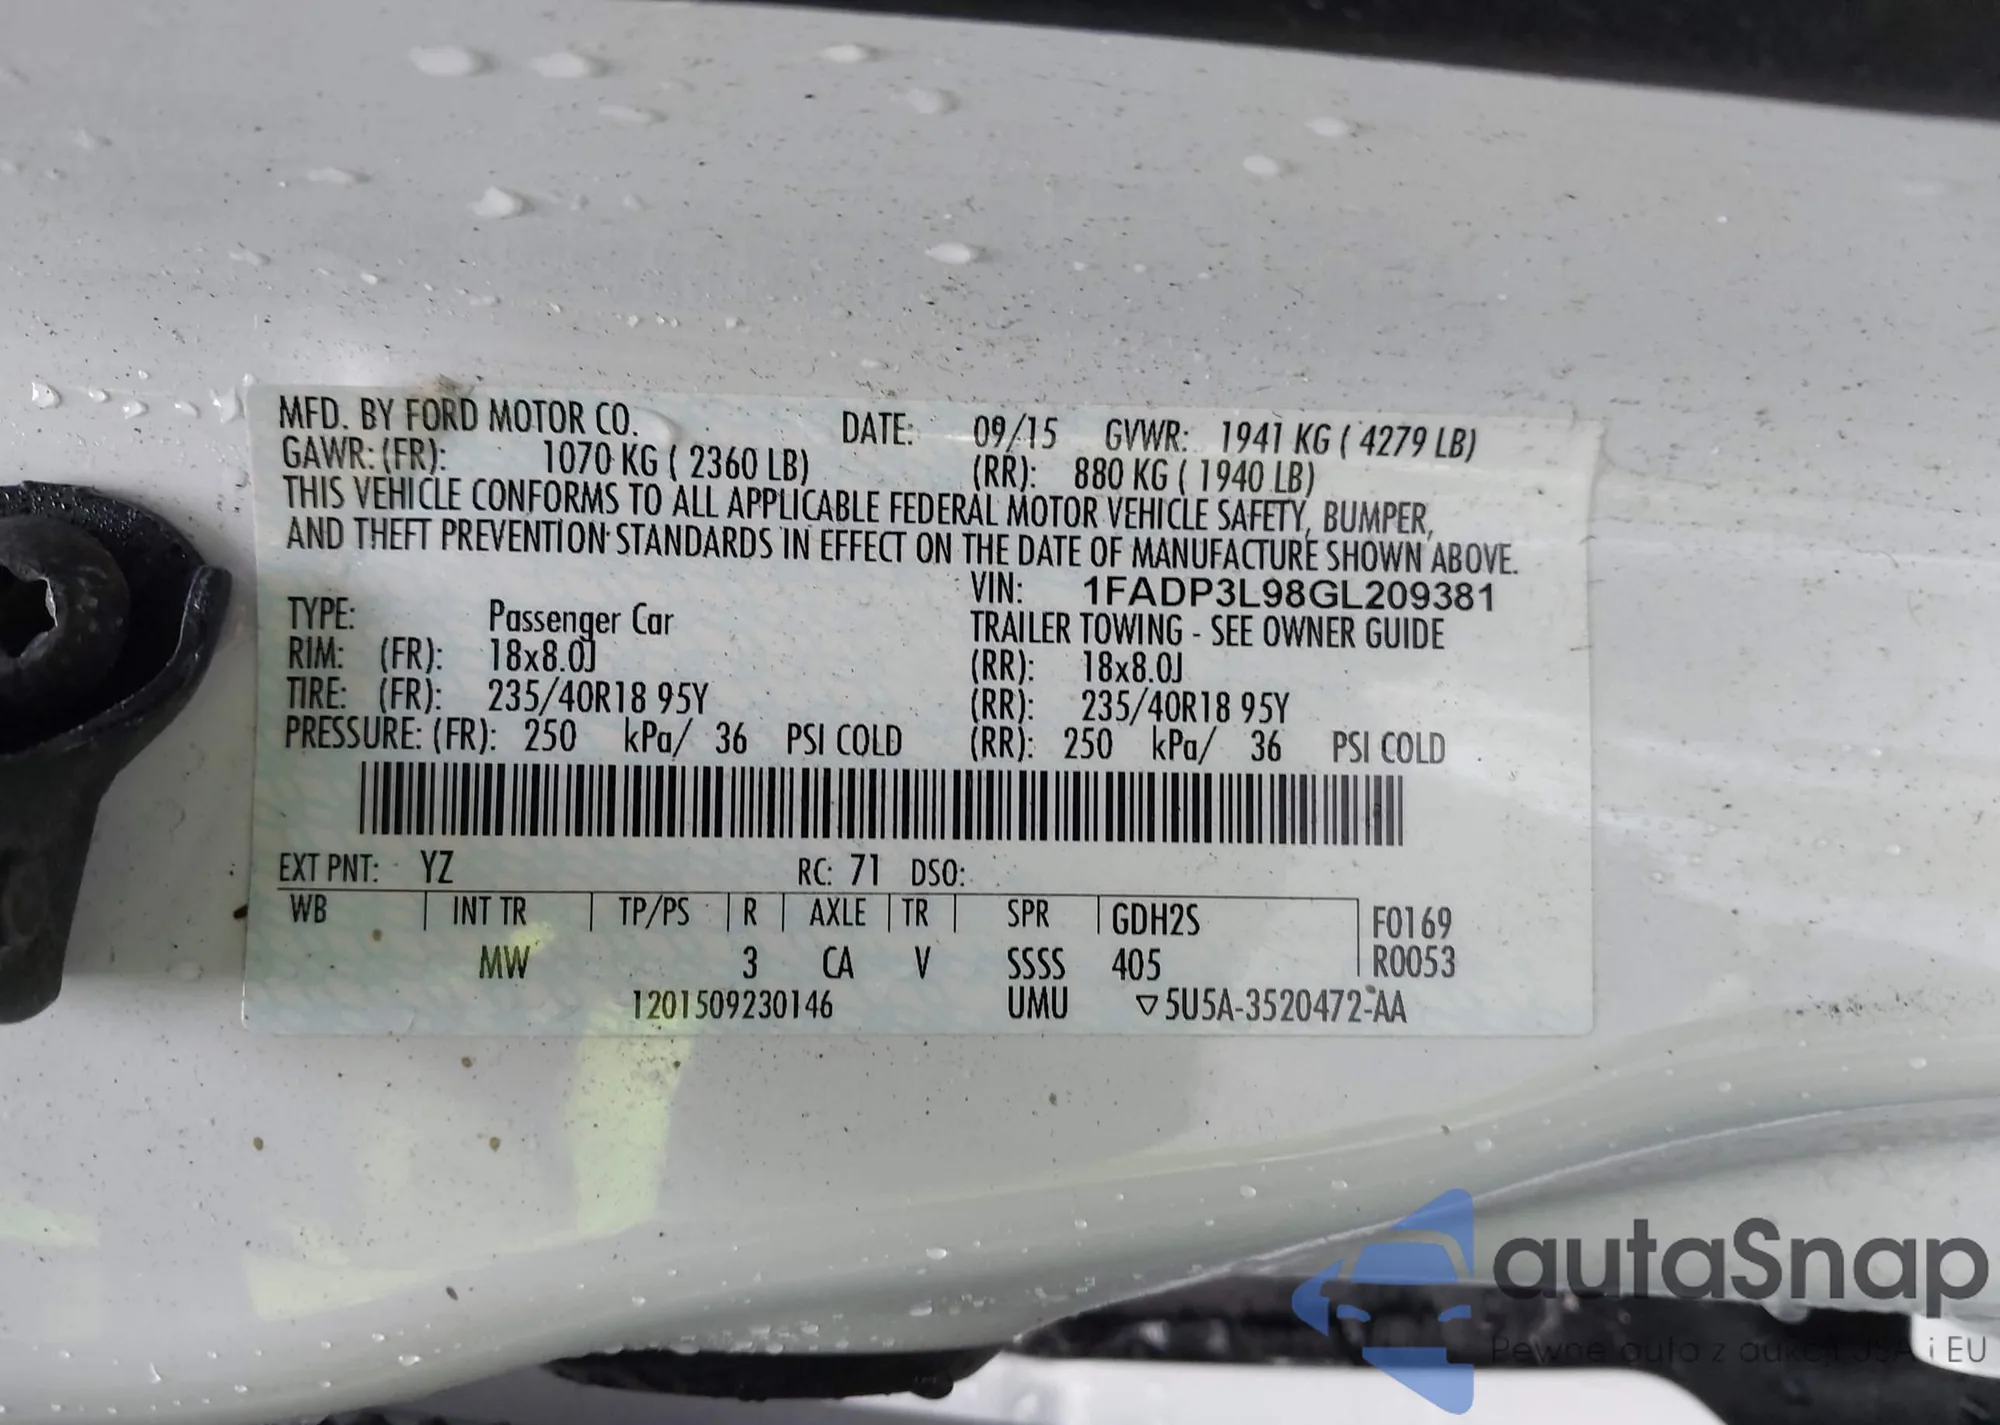 MFD. BY FORD MOTOR CO. DATE: 09/15 GVWR: 1941 KG ( 4279 LB)
GAWR: (FR): 1070 KG ( 2360 LB) (RR): 880 KG ( 1940 LB)
THIS VEHICLE CONFORMS TO ALL APPLICABLE FEDERAL MOTOR VEHICLE SAFETY, BUMPER,
AND THEFT PREVENTION STANDARDS IN EFFECT ON THE DATE OF MANUFACTURE SHOWN ABOVE.
VIN: 1FADP3L98GL209381
TYPE: Passenger Car TRAILER TOWING - SEE OWNER GUIDE
RIM: (FR): 18x8.0J (RR): 18x8.0J
TIRE: (FR): 235/40R18 95Y (RR): 235/40R18 95Y
PRESSURE: (FR): 250 kPa/ 36 PSI COLD (RR): 250 kPa/ 36 PSI COLD
EXT PNT: YZ RC: 71 DSO:
WB | INT TR | TP/PS | R | AXLE | TR | SPR | GDH2S F0169
MW 3 CA V SSSS 405 R0053
1201509230146 UMU ▽5U5A-3520472-AA
autaSnap
Pewne auta z aukcji USA i EU